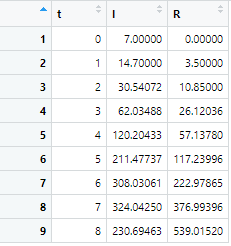 t I R
1 0 7.00000 0.00000
2 1 14.70000 3.50000
3 2 30.54072 10.85000
4 3 62.03488 26.12036
5 4 120.20433 57.13780
6 5 211.47737 117.23996
7 6 308.03061 222.97865
8 7 324.04250 376.99396
9 8 230.69463 539.01520